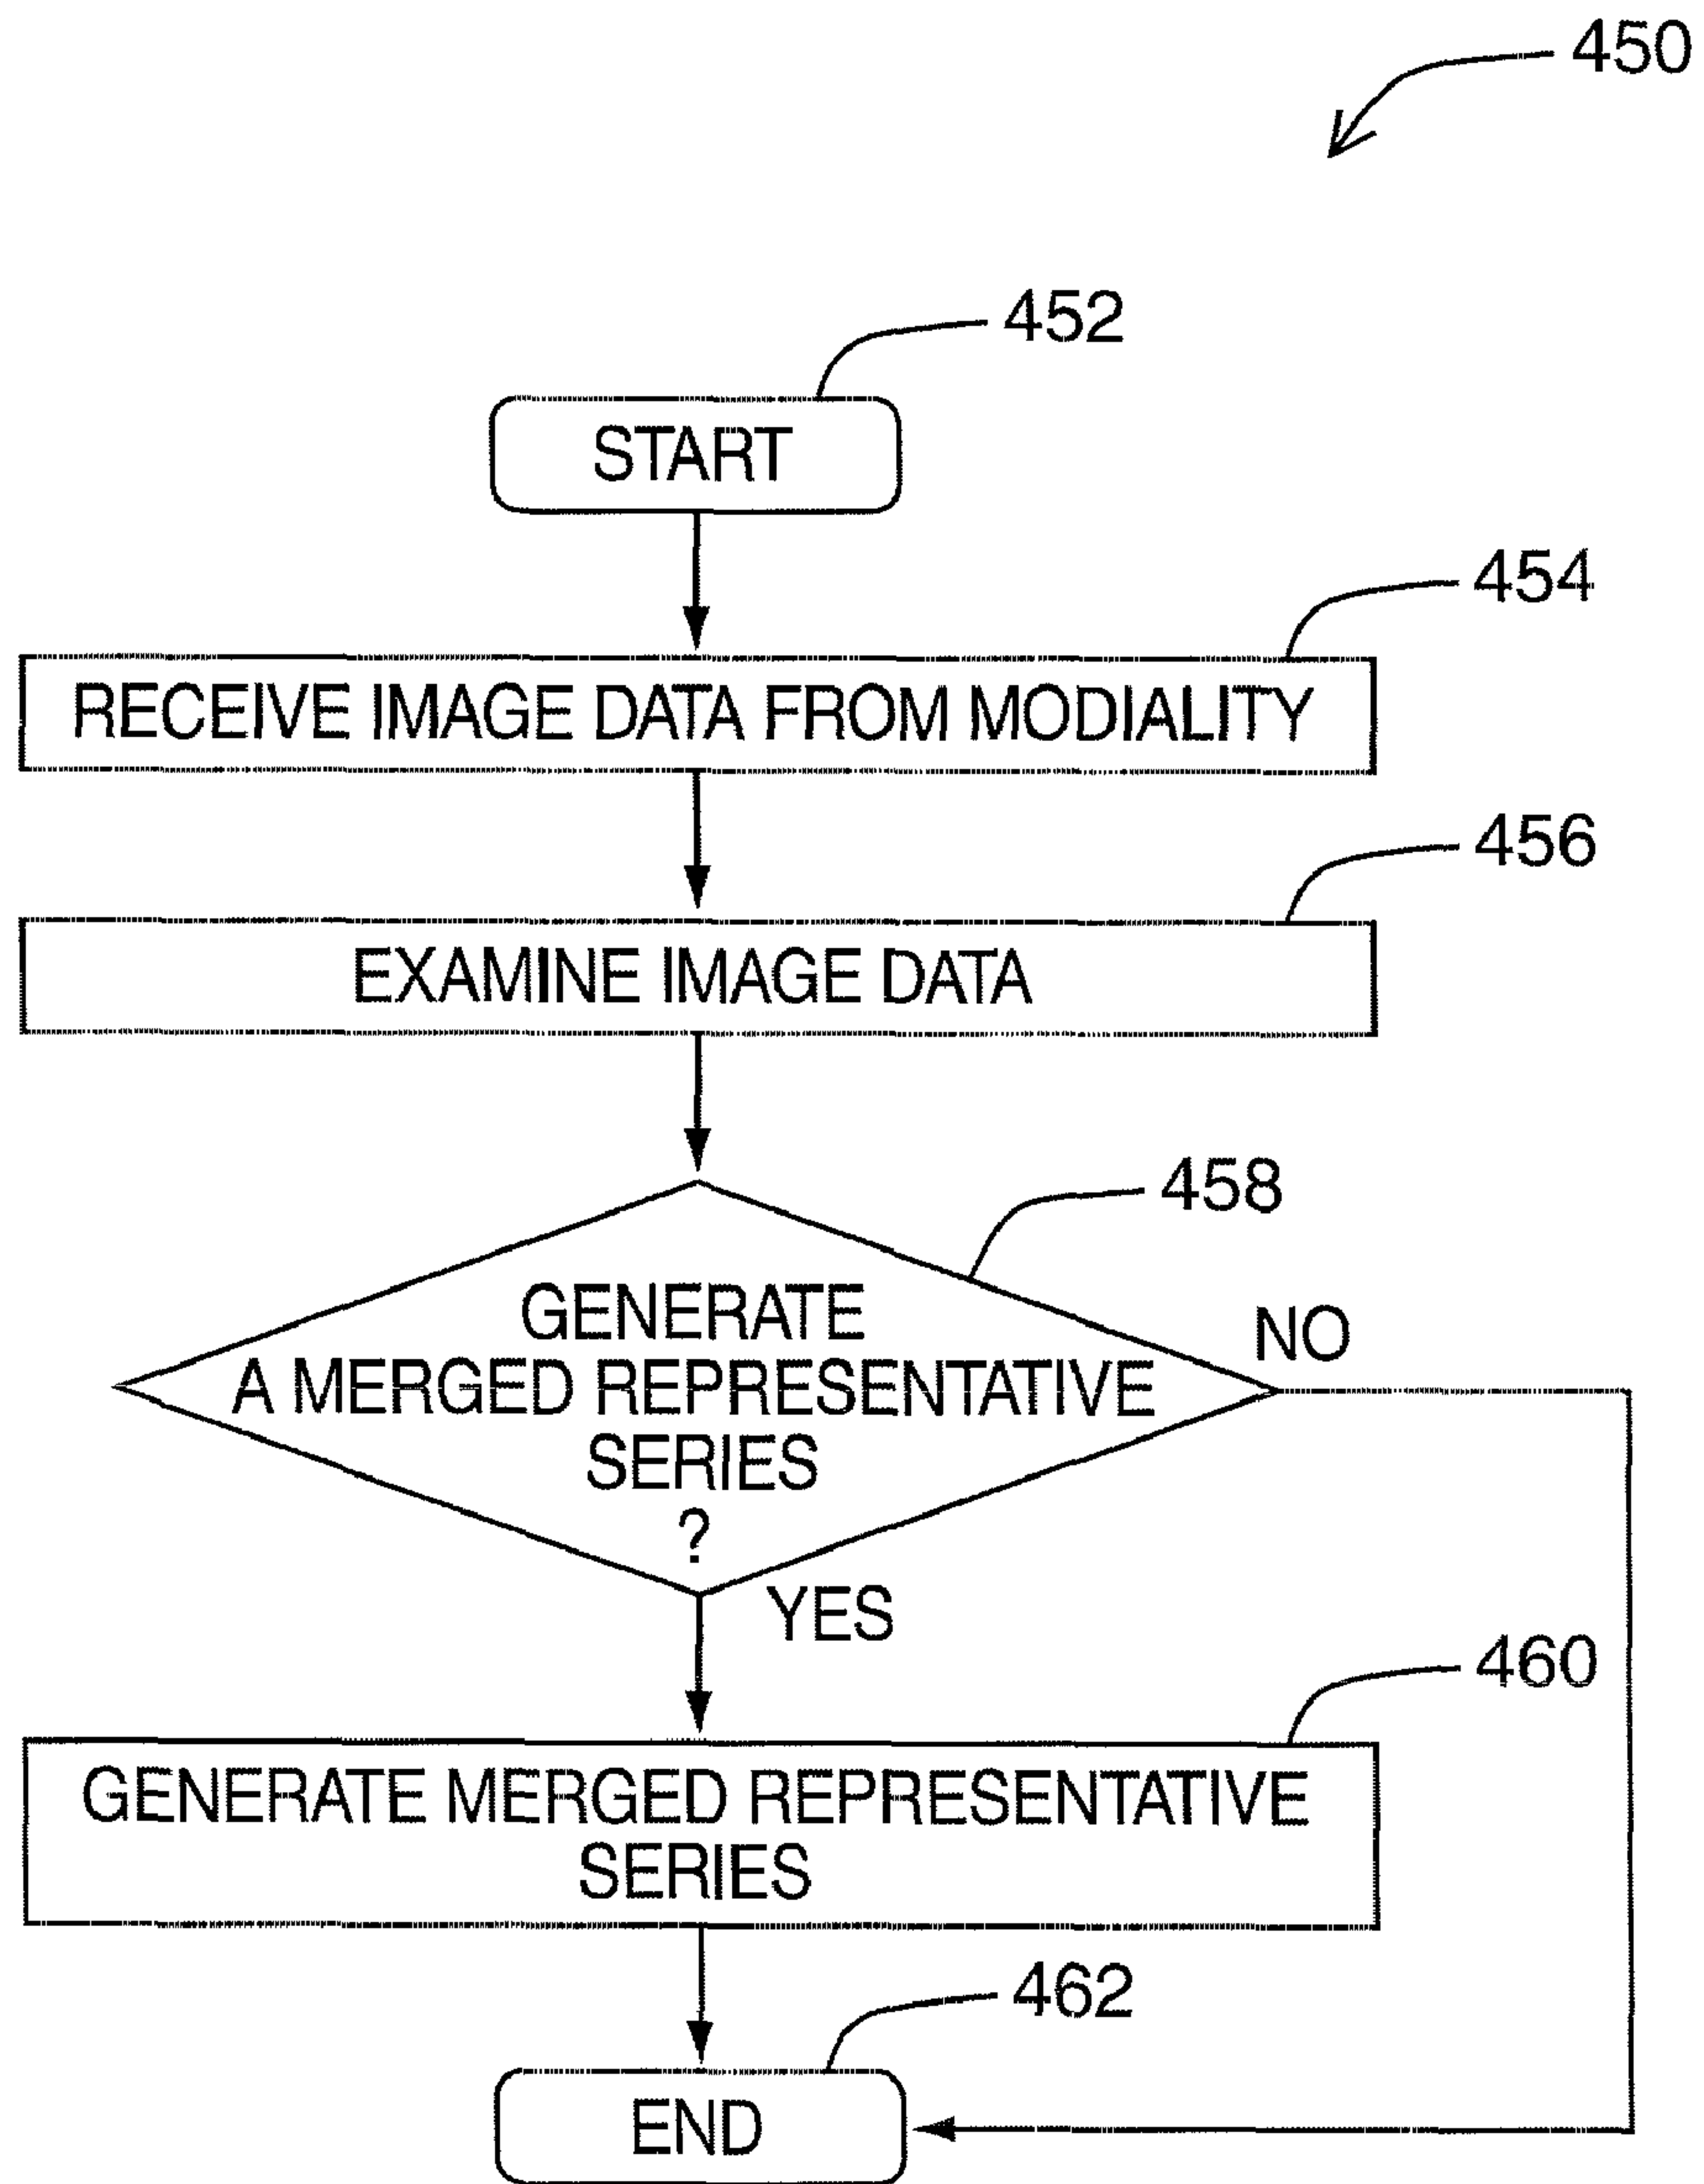 450
452
START
454
RECEIVE IMAGE DATA FROM MODIALITY
456
EXAMINE IMAGE DATA
458
GENERATE
A MERGED REPRESENTATIVE
SERIES
?
NO
YES
460
GENERATE MERGED REPRESENTATIVE
SERIES
462
END